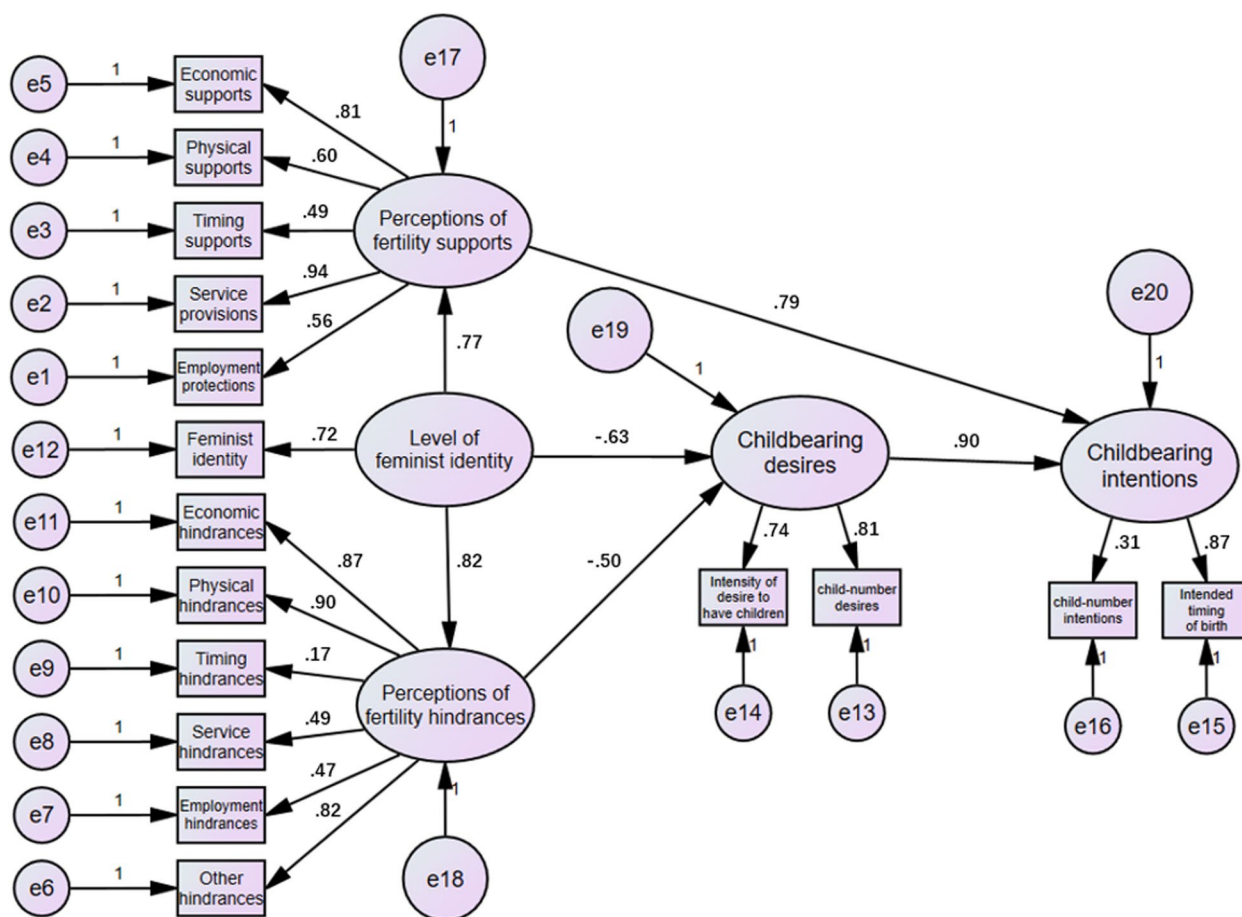 e5
1
Economic
supports
.81
e17
1
e4
1
Physical
supports
.60
e3
1
Timing
supports
.49
Perceptions of
fertility supports
e2
1
Service
provisions
.94
e1
1
Employment
protections
.56
.77
.79
e19
1
e20
1
e12
1
Feminist
identity
.72
Level of
feminist identity
-.63
Childbearing
desires
.90
Childbearing
intentions
e11
1
Economic
hindrances
.87
.82
-.50
.74
.81
.31
.87
e10
1
Physical
hindrances
.90
Intensity of
desire to
have children
child-number
desires
child-number
intentions
Intended
timing
of birth
e9
1
Timing
hindrances
.17
Perceptions of
fertility hindrances
1
1
1
1
e14
e13
e16
e15
e8
1
Service
hindrances
.49
e7
1
Employment
hindrances
.47
e6
1
Other
hindrances
.82
1
e18